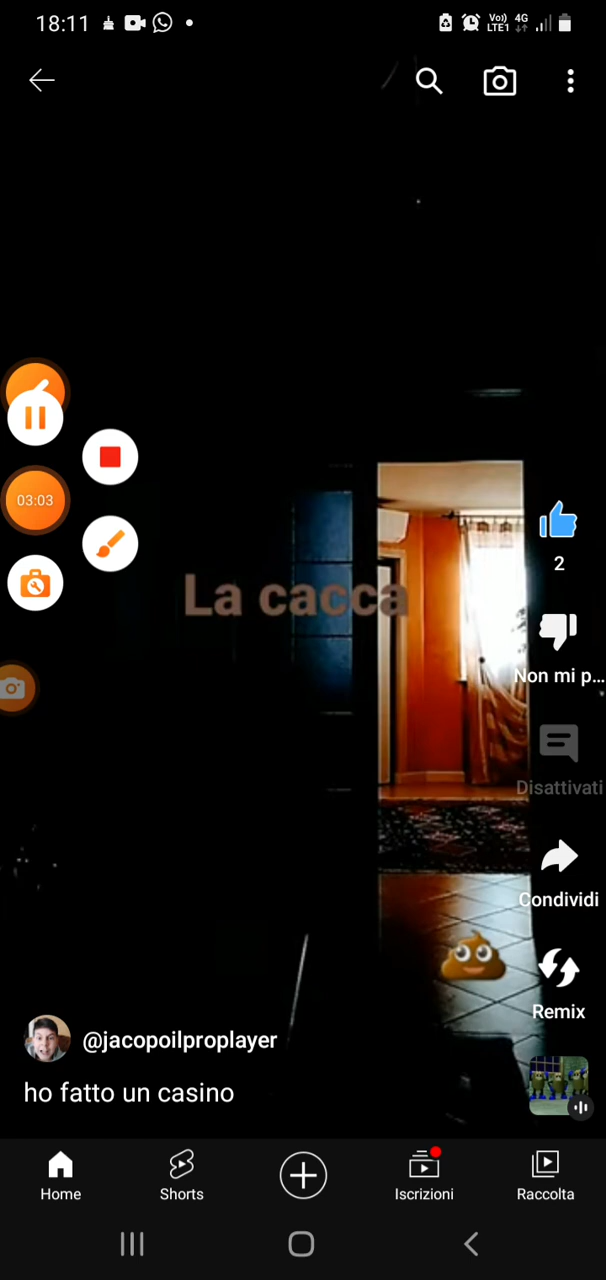 18:11
Vo)) 4G
LTE1
03:03
La cacca
2
Non mi p...
Disattivati
Condividi
Remix
@jacopoilproplayer
ho fatto un casino
Home
Shorts
Iscrizioni
Raccolta